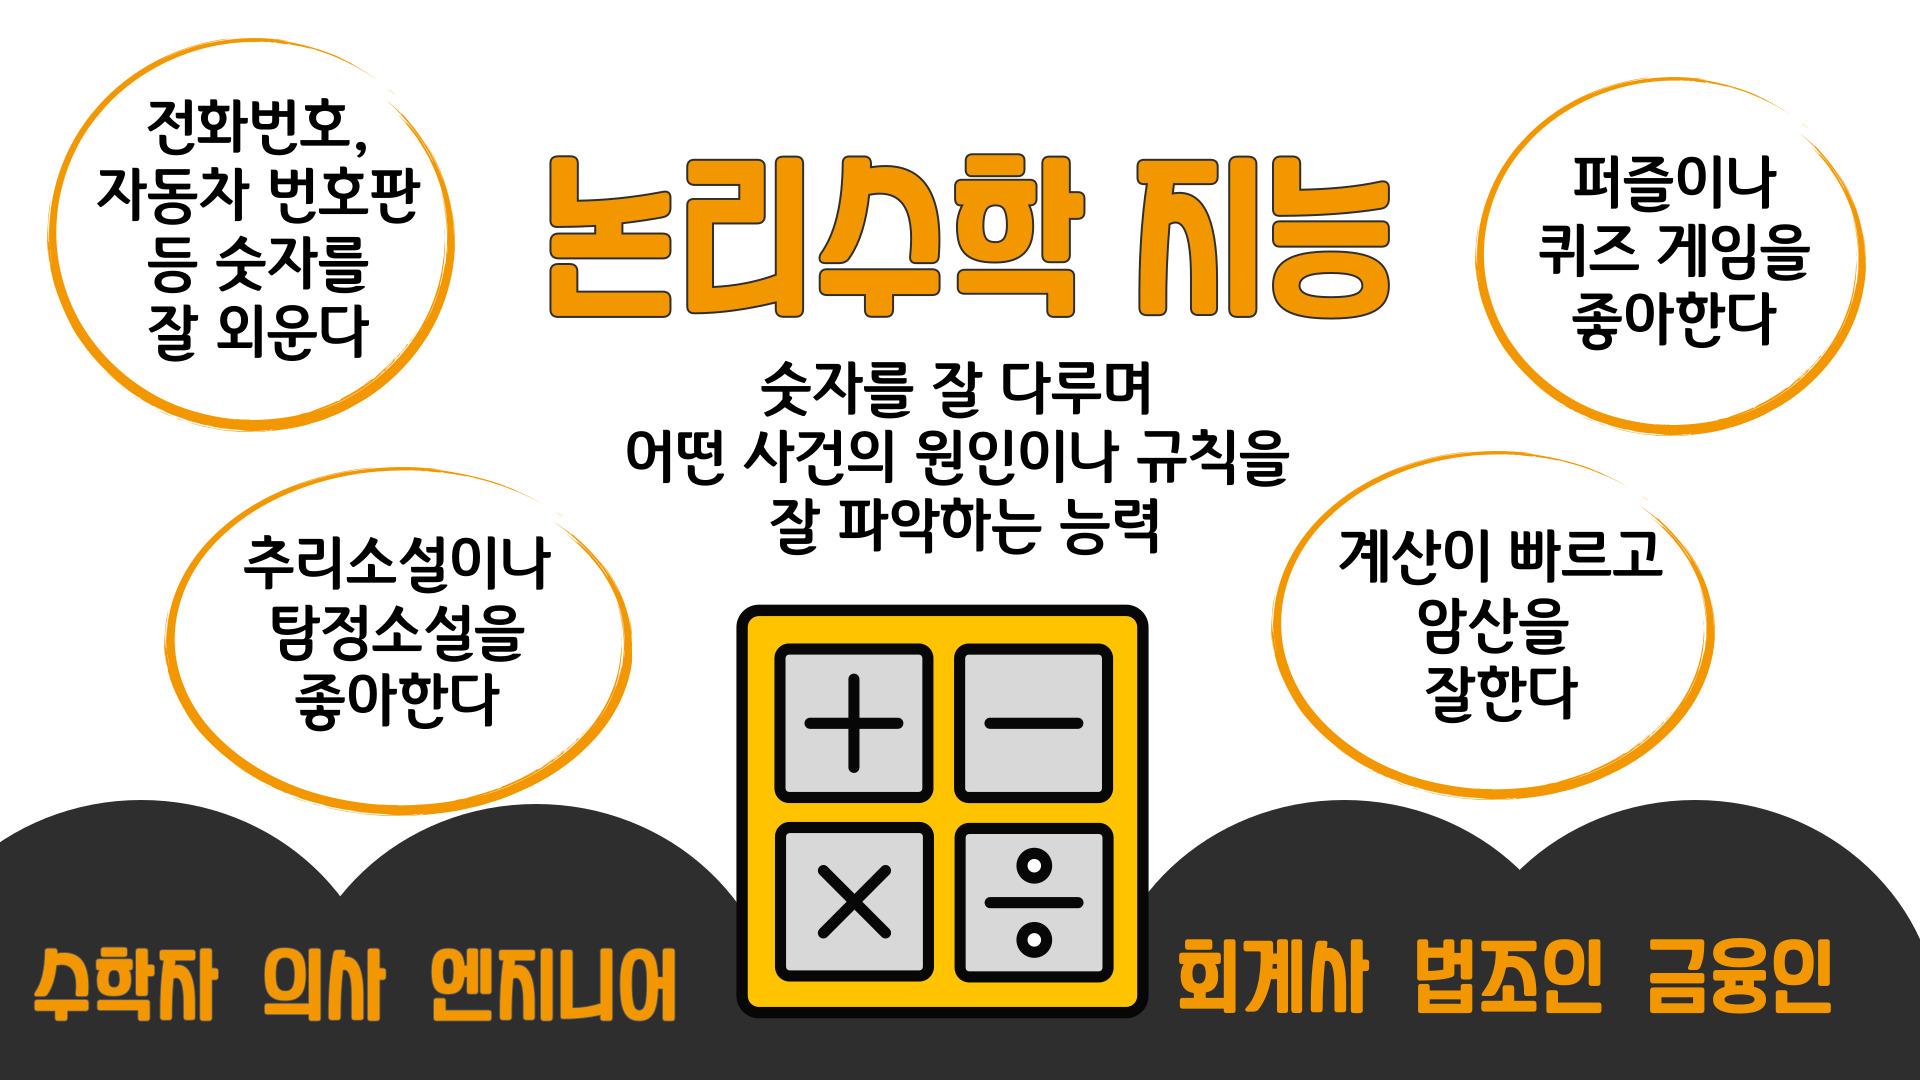 논리수학 지능
숫자를 잘 다루며
어떤 사건의 원인이나 규칙을
잘 파악하는 능력
전화번호,
자동차 번호판
등 숫자를
잘 외운다
퍼즐이나
퀴즈 게임을
좋아한다
추리소설이나
탐정소설을
좋아한다
계산이 빠르고
암산을
잘한다
수학자 의사 엔지니어
회계사 법조인 금융인